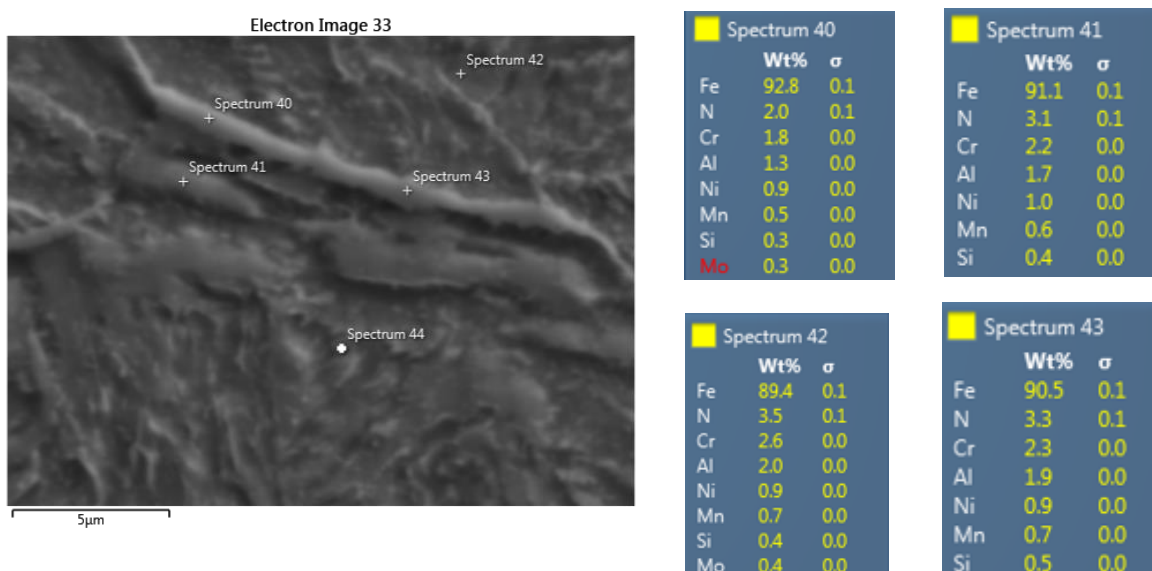 Electron Image 33
Spectrum 42
Spectrum 40
Spectrum 41
Spectrum 43
Spectrum 44
5µm
Spectrum 40
Wt% σ
Fe 92.8 0.1
N 2.0 0.1
Cr 1.8 0.0
Al 1.3 0.0
Ni 0.9 0.0
Mn 0.5 0.0
Si 0.3 0.0
Mo 0.3 0.0
Spectrum 41
Wt% σ
Fe 91.1 0.1
N 3.1 0.1
Cr 2.2 0.0
Al 1.7 0.0
Ni 1.0 0.0
Mn 0.6 0.0
Si 0.4 0.0
Spectrum 42
Wt% σ
Fe 89.4 0.1
N 3.5 0.1
Cr 2.6 0.0
Al 2.0 0.0
Ni 0.9 0.0
Mn 0.7 0.0
Si 0.4 0.0
Mo 0.4 0.0
Spectrum 43
Wt% σ
Fe 90.5 0.1
N 3.3 0.1
Cr 2.3 0.0
Al 1.9 0.0
Ni 0.9 0.0
Mn 0.7 0.0
Si 0.5 0.0